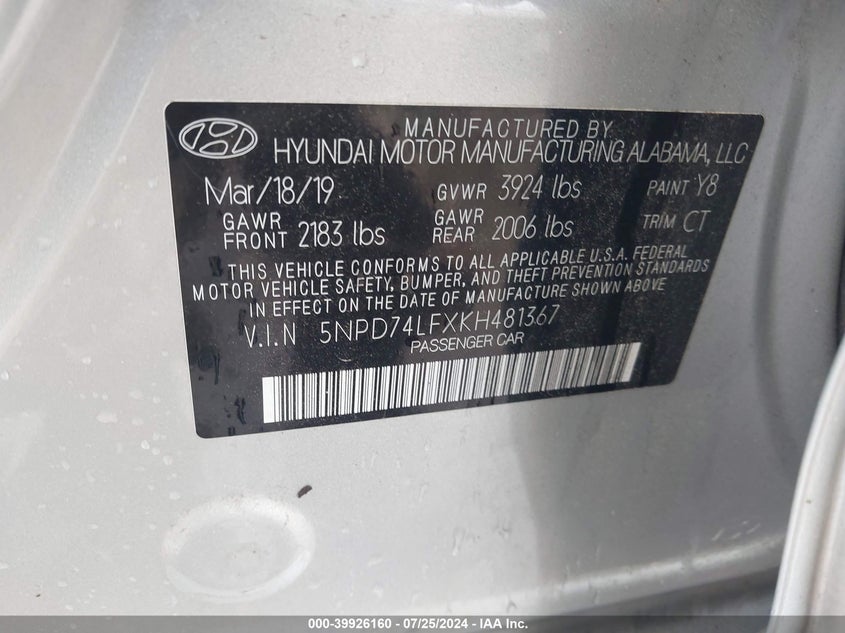 MANUFACTURED BY
HYUNDAI MOTOR MANUFACTURING ALABAMA, LLC
Mar/18/19 GVWR 3924 lbs PAINT Y8
GAWR FRONT 2183 lbs GAWR REAR 2006 lbs TRIM CT
THIS VEHICLE CONFORMS TO ALL APPLICABLE U.S.A. FEDERAL
MOTOR VEHICLE SAFETY, BUMPER, AND THEFT PREVENTION STANDARDS
IN EFFECT ON THE DATE OF MANUFACTURE SHOWN ABOVE.
V.I.N 5NPD74LFXKH481367
PASSENGER CAR
000-39926160 - 07/25/2024 - IAA Inc.